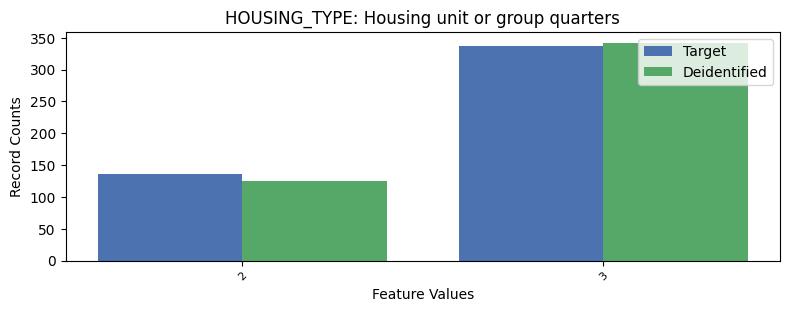 HOUSING_TYPE: Housing unit or group quarters
Target
Deidentified
Record Counts
350
300
250
200
150
100
50
0
2
3
Feature Values